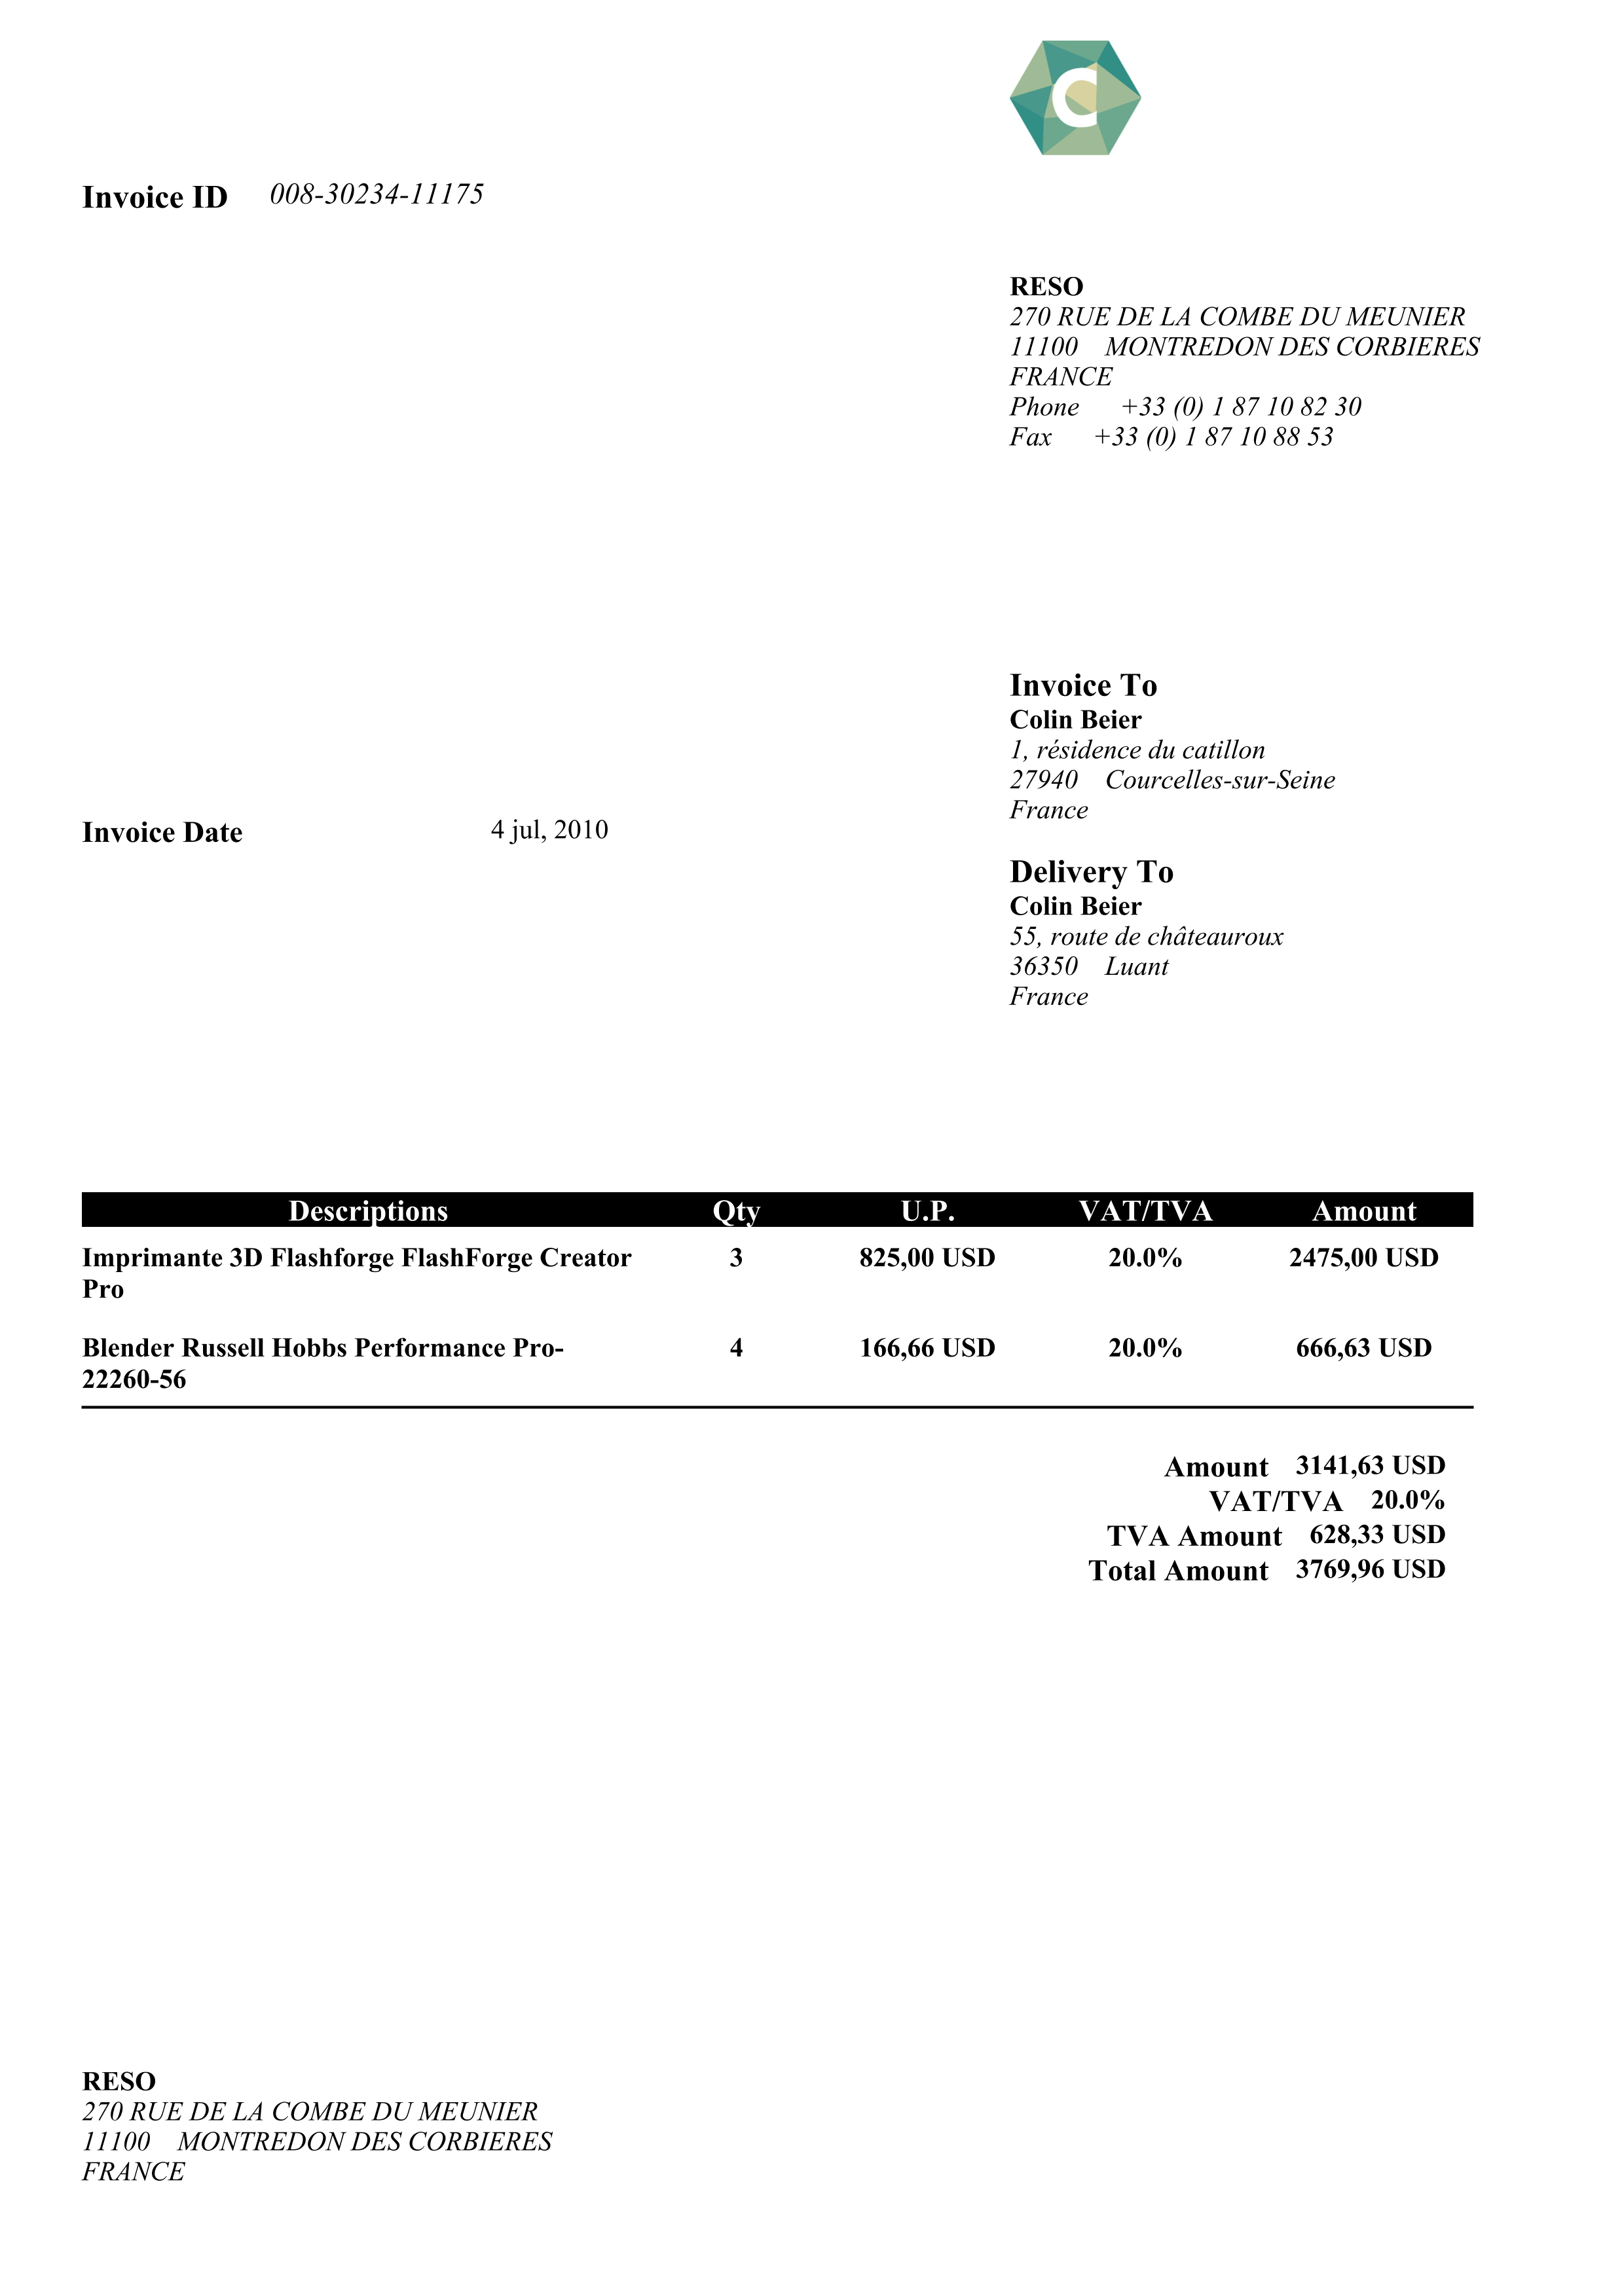 C
Invoice ID 008-30234-11175
RESO
270 RUE DE LA COMBE DU MEUNIER
11100 MONTREDON DES CORBIERES
FRANCE
Phone +33 (0) 1 87 10 82 30
Fax +33 (0) 1 87 10 88 53
Invoice To
Colin Beier
1, résidence du catillon
27940 Courcelles-sur-Seine
France
Invoice Date 4 jul, 2010
Delivery To
Colin Beier
55, route de châteauroux
36350 Luant
France
Descriptions Qty U.P. VAT/TVA Amount
Imprimante 3D Flashforge FlashForge Creator 3 825,00 USD 20.0% 2475,00 USD
Pro
Blender Russell Hobbs Performance Pro- 4 166,66 USD 20.0% 666,63 USD
22260-56
Amount 3141,63 USD
VAT/TVA 20.0%
TVA Amount 628,33 USD
Total Amount 3769,96 USD
RESO
270 RUE DE LA COMBE DU MEUNIER
11100 MONTREDON DES CORBIERES
FRANCE